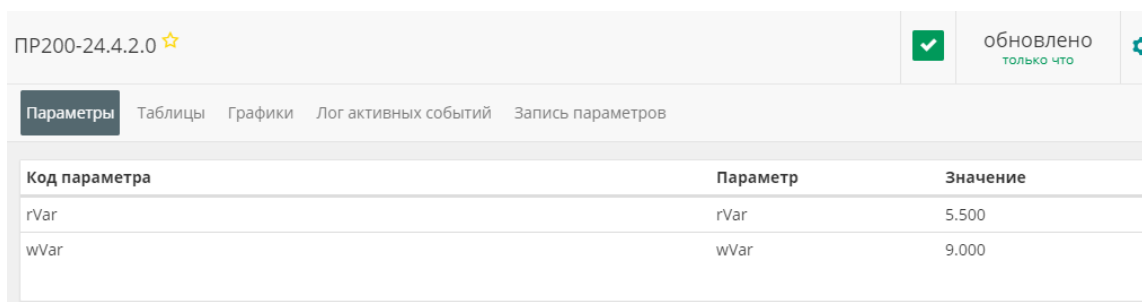 ПР200-24.4.2.0
обновлено
только что
Параметры Таблицы Графики Лог активных событий Запись параметров
Код параметра Параметр Значение
rVar rVar 5.500
wVar wVar 9.000